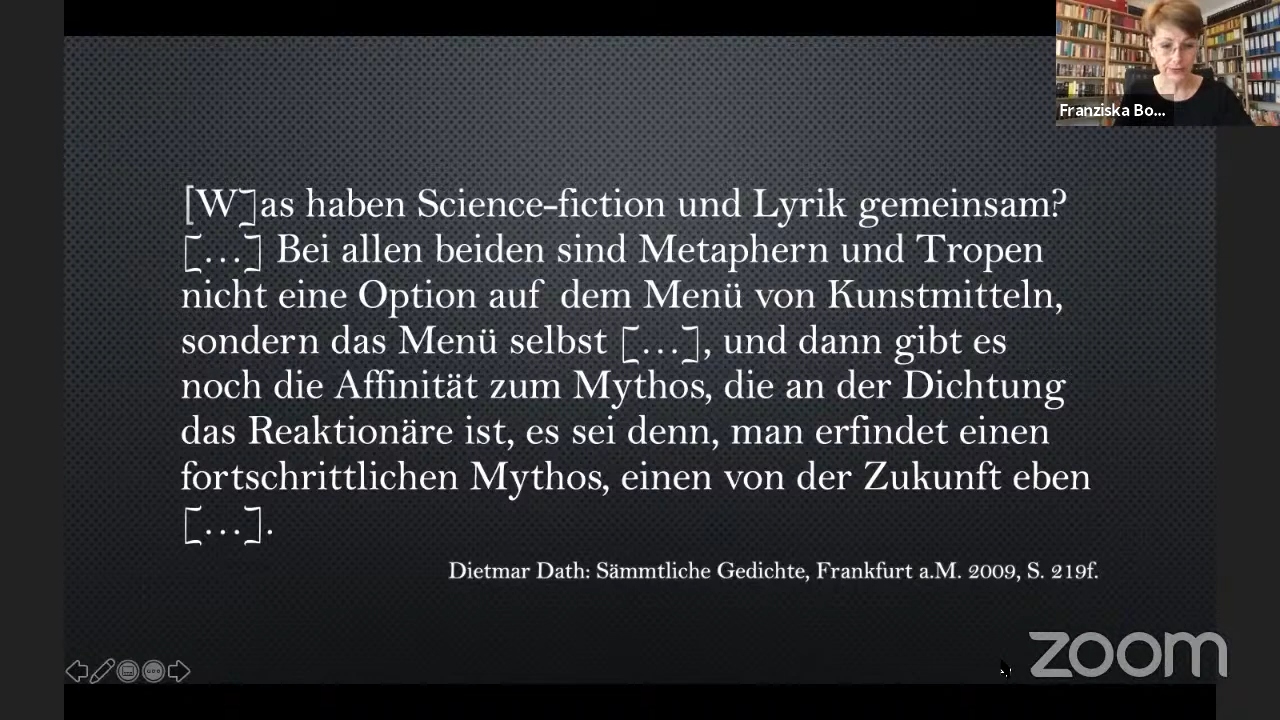 Franziska Bo...
[W]as haben Science-fiction und Lyrik gemeinsam?
[...] Bei allen beiden sind Metaphern und Tropen
nicht eine Option auf dem Menü von Kunstmitteln,
sondern das Menü selbst [...], und dann gibt es
noch die Affinität zum Mythos, die an der Dichtung
das Reaktionäre ist, es sei denn, man erfindet einen
fortschrittlichen Mythos, einen von der Zukunft eben
[...].
Dietmar Dath: Sämmtliche Gedichte, Frankfurt a.M. 2009, S. 219f.
zoom